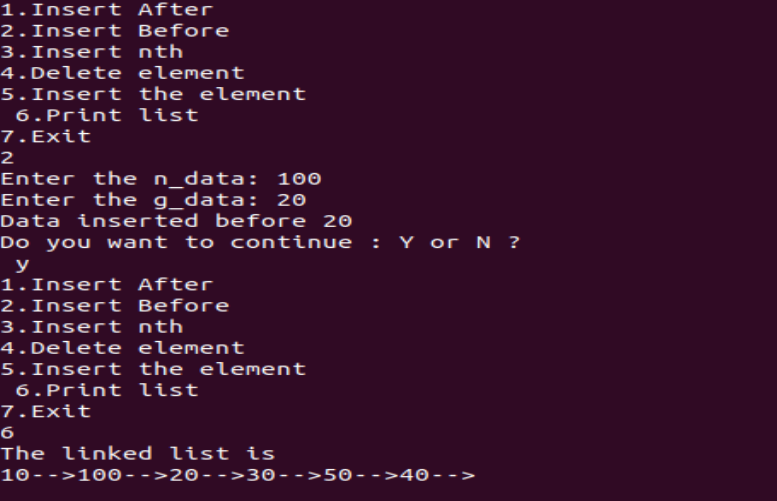 1.Insert After
2.Insert Before
3.Insert nth
4.Delete element
5.Insert the element
 6.Print list
7.Exit
2
Enter the n_data: 100
Enter the g_data: 20
Data inserted before 20
Do you want to continue : Y or N ?
 y
1.Insert After
2.Insert Before
3.Insert nth
4.Delete element
5.Insert the element
 6.Print list
7.Exit
6
The linked list is
10-->100-->20-->30-->50-->40-->